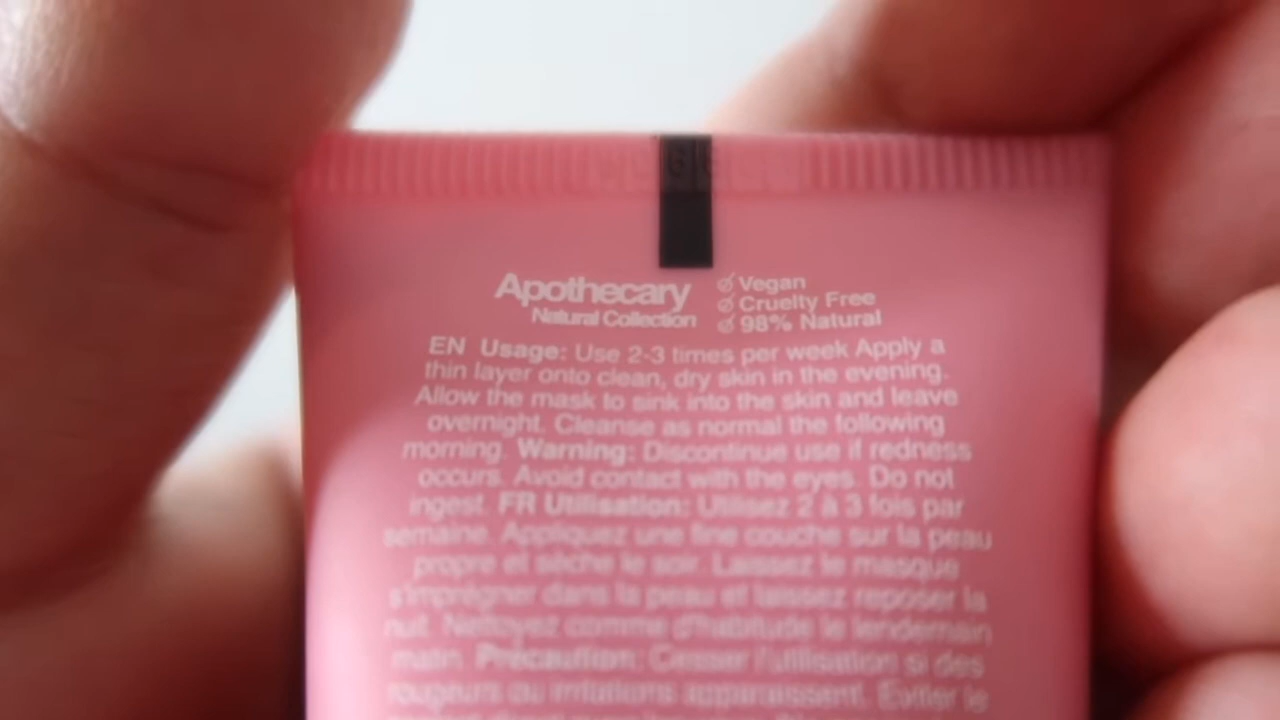 Apothecary
Natural Collection
Vegan
Cruelty Free
98% Natural
EN Usage: Use 2-3 times per week Apply a
thin layer onto clean, dry skin in the evening.
Allow the mask to sink into the skin and leave
overnight. Cleanse as normal the following
morning. Warning: Discontinue use if redness
occurs. Avoid contact with the eyes. Do not
ingest. FR Utilisation: Utilisez 2 à 3 fois par
semaine. Appliquez une fine couche sur la peau
propre et sèche le soir. Laissez le masque
s'imprégner dans la peau et laissez reposer la
nuit. Nettoyez comme d'habitude le lendemain
matin. Précaution: Cesser l'utilisation si des
rougeurs ou irritations apparaissent. Éviter le